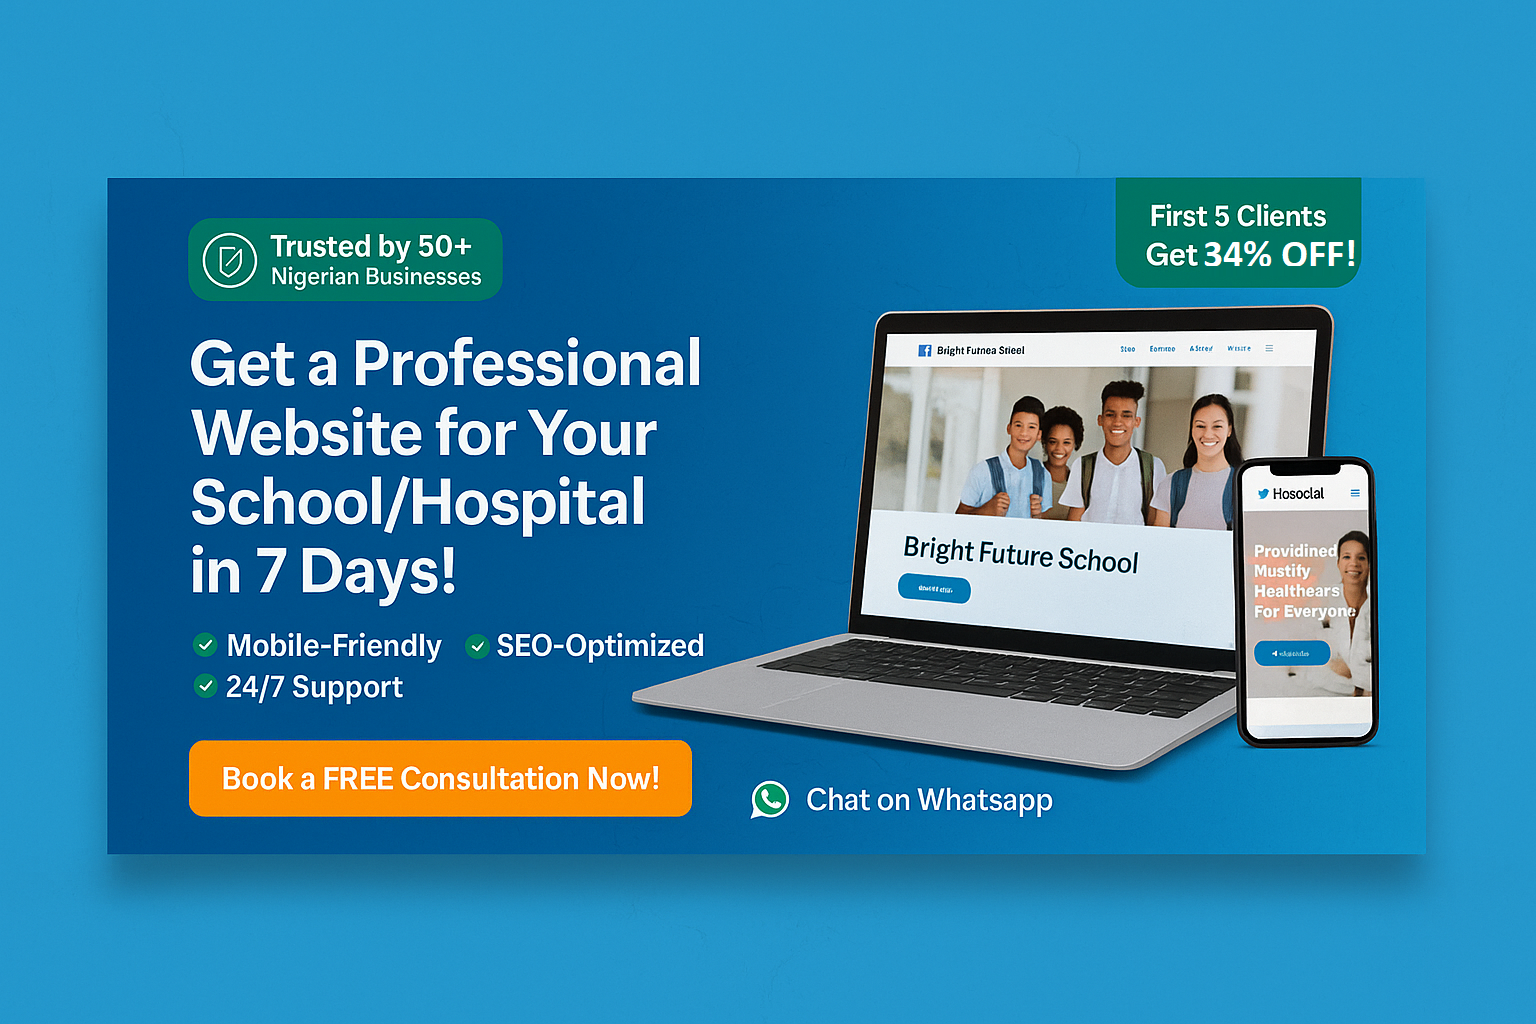 Trusted by 50+
Nigerian Businesses
First 5 Clients
Get 34% OFF!
Get a Professional
Website for Your
School/Hospital
in 7 Days!
Mobile-Friendly
SEO-Optimized
24/7 Support
Book a FREE Consultation Now!
Chat on Whatsapp
Bright Futnea Steel
Bright Future School
Hosoclal
Providined
Mustify
Healthears
For Everyone